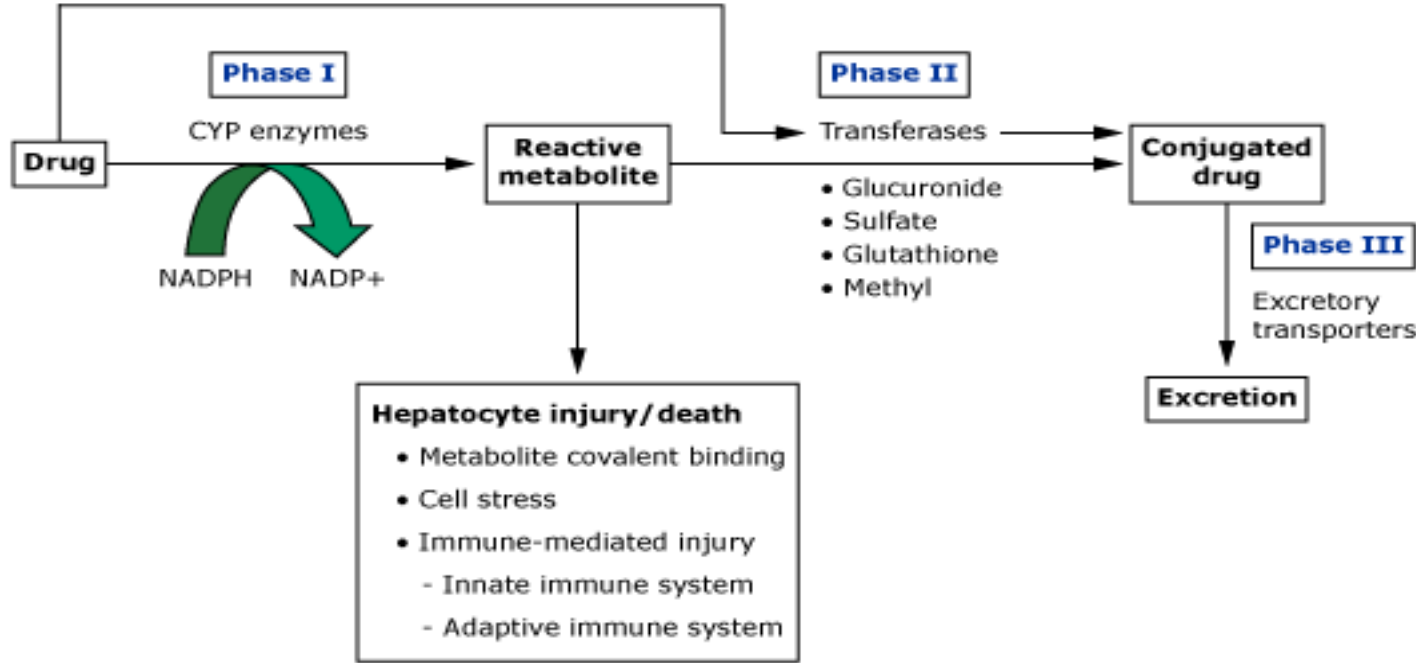 Phase I
CYP enzymes
Drug
NADPH
NADP+
Reactive
metabolite
Phase II
Transferases
• Glucuronide
• Sulfate
• Glutathione
• Methyl
Conjugated
drug
Phase III
Excretory
transporters
Excretion
Hepatocyte injury/death
• Metabolite covalent binding
• Cell stress
• Immune-mediated injury
- Innate immune system
- Adaptive immune system